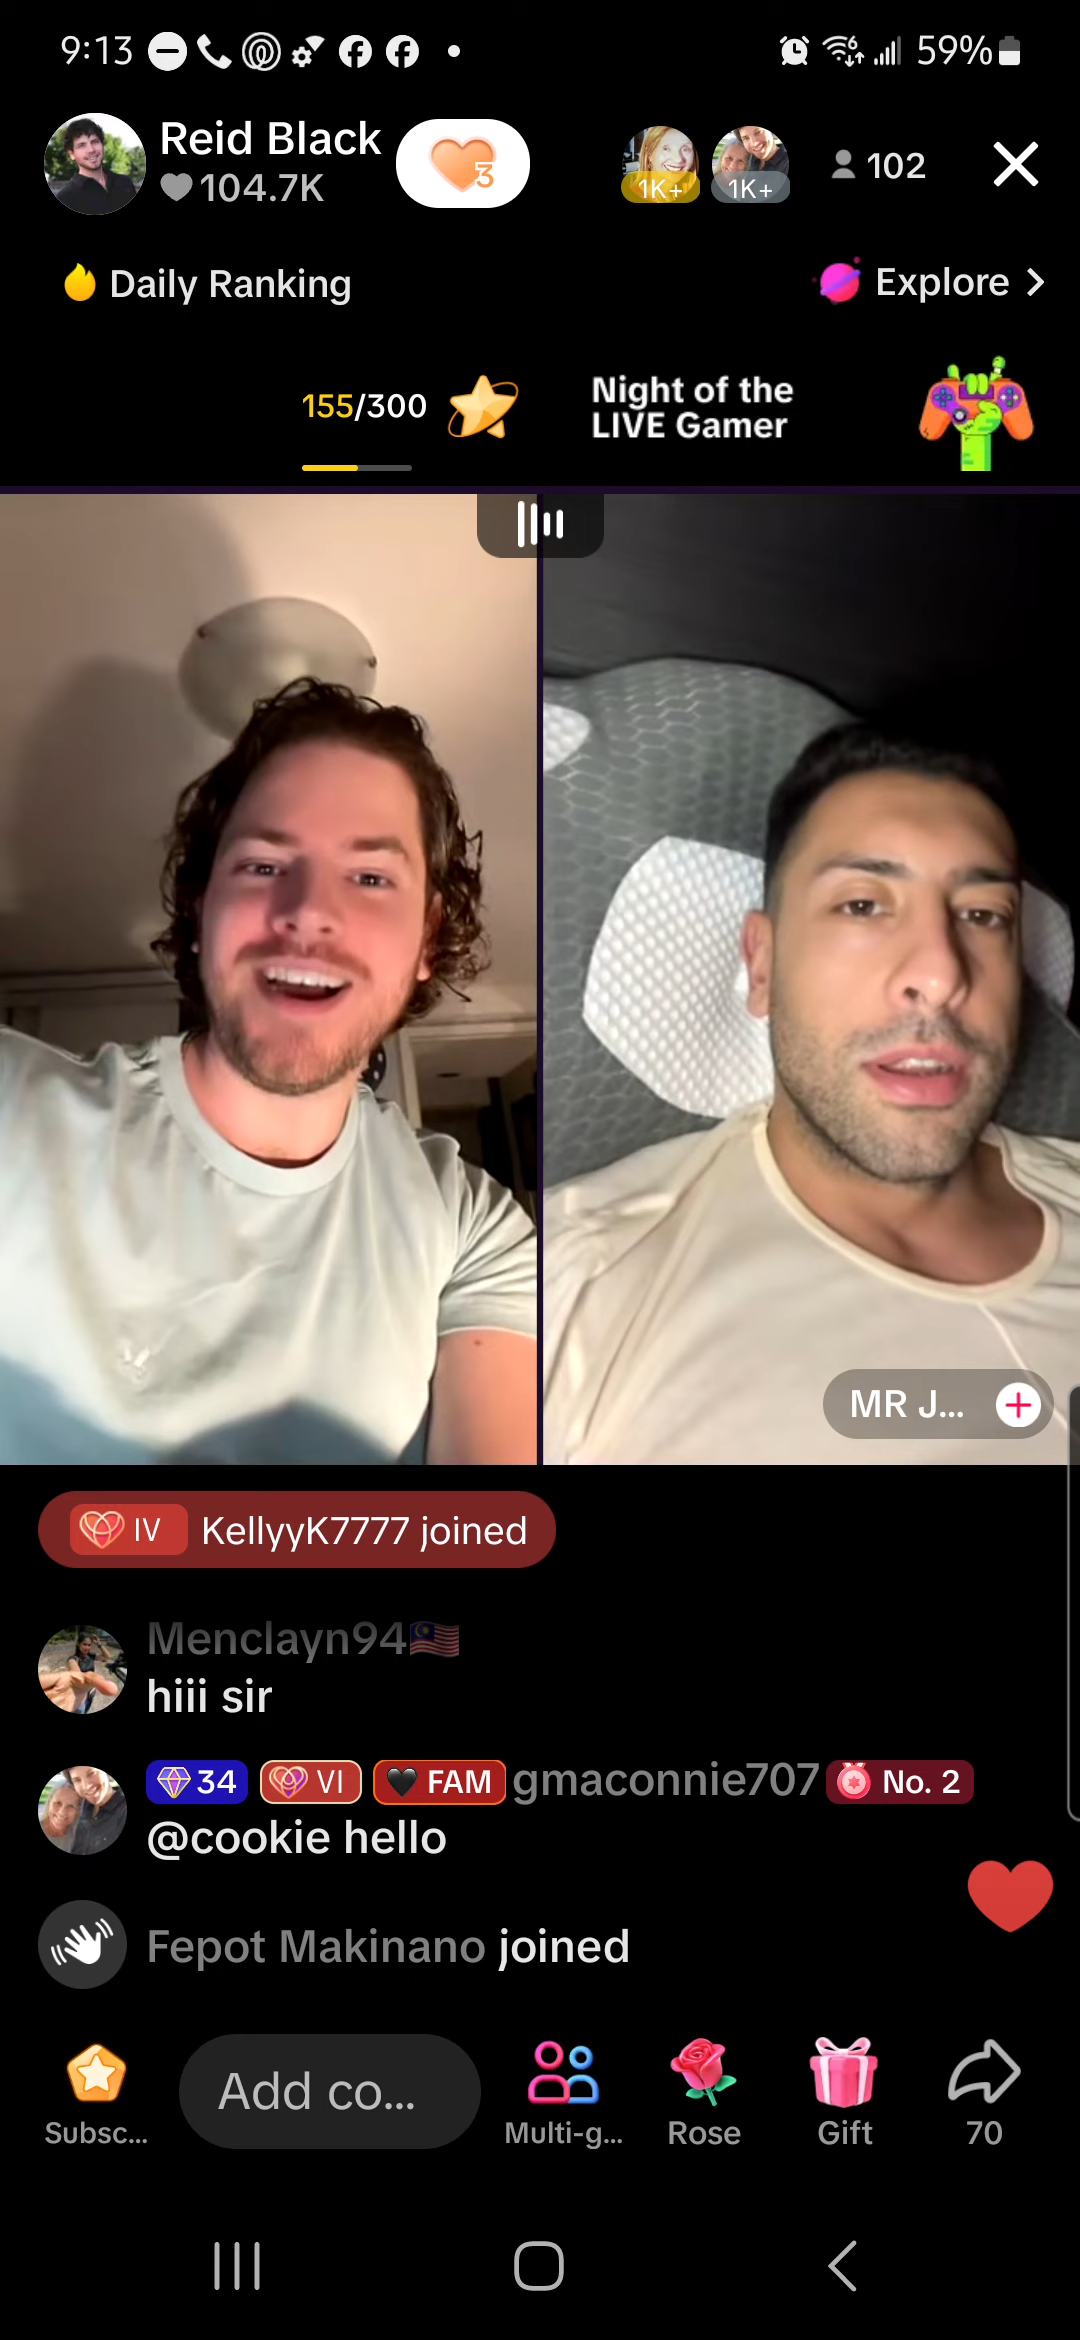 9:13
59%
Reid Black
104.7K
3
1K+
1K+
102
Daily Ranking
Explore
155/300
Night of the
LIVE Gamer
MR J...
IV KellyyK7777 joined
Menclayn94🇲🇾
hiii sir
34 VI 🖤 FAM gmaconnie707 No. 2
@cookie hello
Fepot Makinano joined
Add co...
Subsc...
Multi-g...
Rose
Gift
70